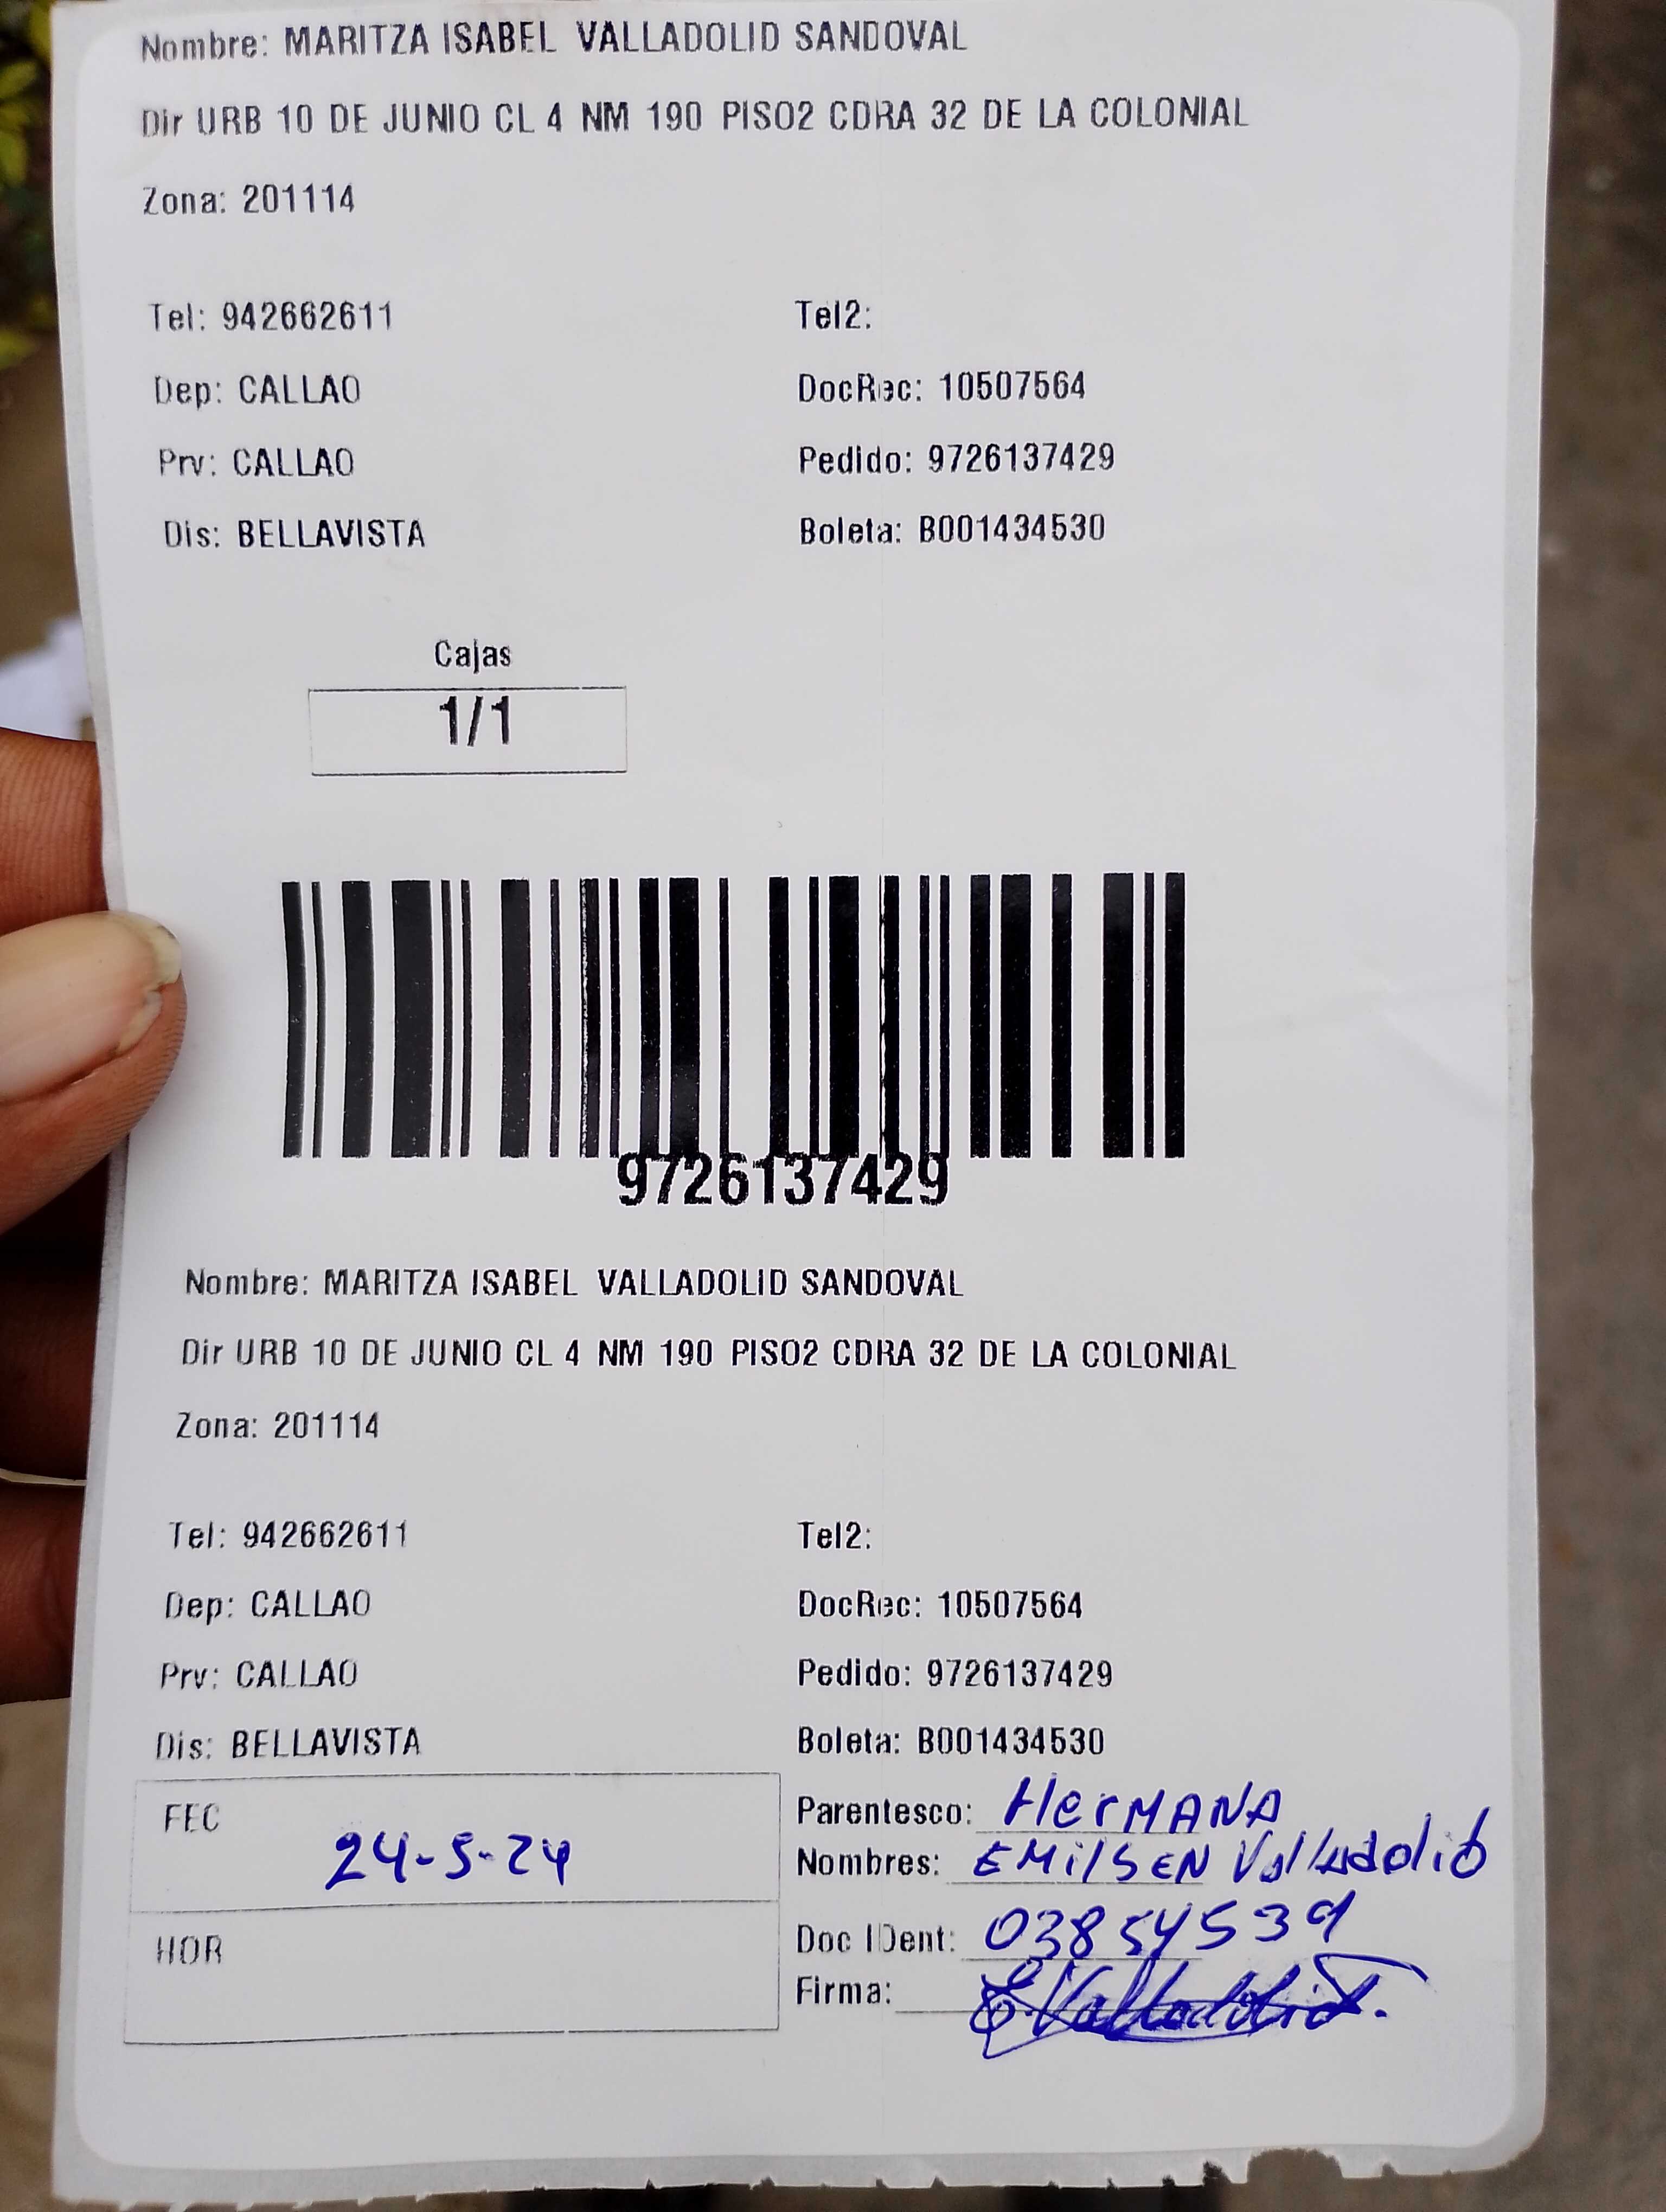 Nombre: MARITZA ISABEL VALLADOLID SANDOVAL
Dir URB 10 DE JUNIO CL 4 NM 190 PISO2 CDRA 32 DE LA COLONIAL
Zona: 201114
Tel: 942662611 Tel2:
Dep: CALLAO DocRec: 10507564
Prv: CALLAO Pedido: 9726137429
Dis: BELLAVISTA Boleta: B001434530
Cajas
1/1
9726137429
Nombre: MARITZA ISABEL VALLADOLID SANDOVAL
Dir URB 10 DE JUNIO CL 4 NM 190 PISO2 CDRA 32 DE LA COLONIAL
Zona: 201114
Tel: 942662611 Tel2:
Dep: CALLAO DocRec: 10507564
Prv: CALLAO Pedido: 9726137429
Dis: BELLAVISTA Boleta: B001434530
FEC 24-5-24
HOR
Parentesco: HerMANA
Nombres: EMilSEN Valladolid
Doc IDent: 03854539
Firma: E. Valladolid.